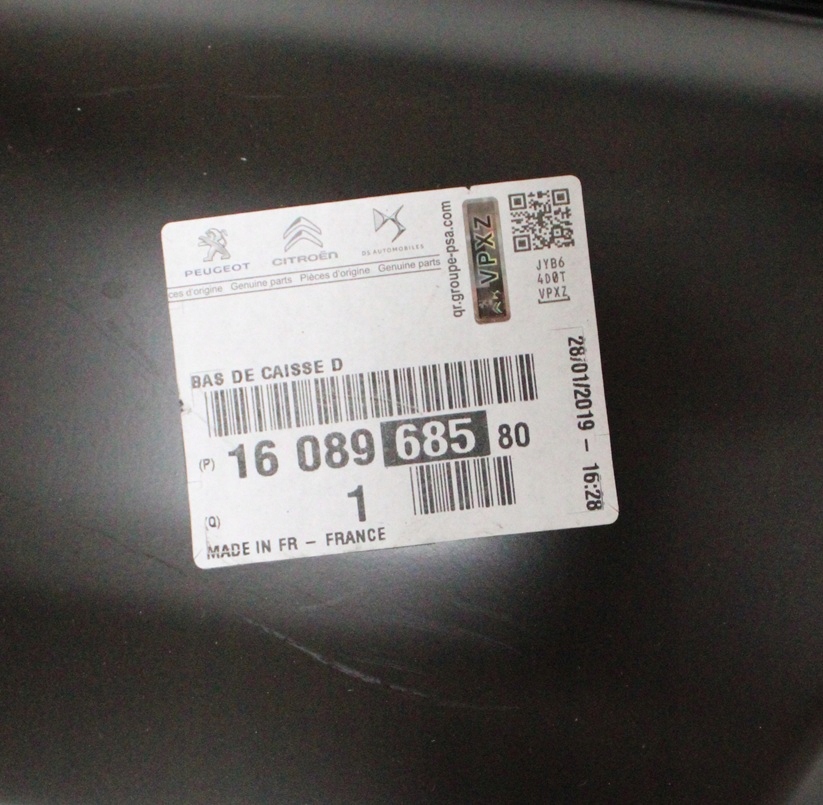 PEUGEOT
CITROËN
DS AUTOMOBILES
ces d'origine Genuine parts Pièces d'origine Genuine parts
qr.groupe-psa.com
VPXZ
JYB6
4D0T
VPXZ
BAS DE CAISSE D
(P) 16 089 685 80
(Q) 1
MADE IN FR - FRANCE
28/01/2019 - 16:28